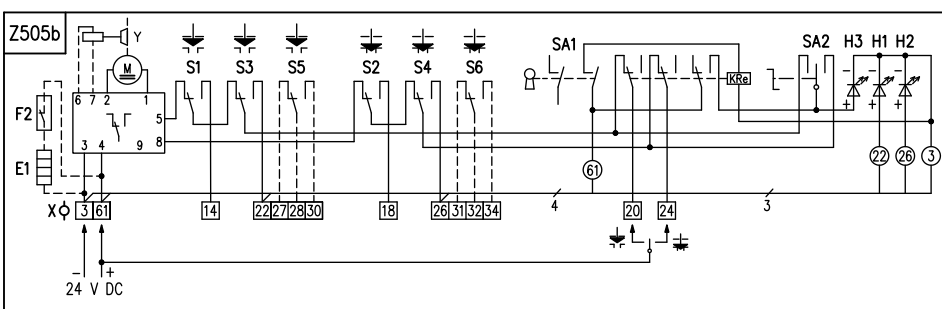 Z505b
Y
M
6 7 2 1
5
8
3 4 9
F2
E1
S1 S3 S5 S2 S4 S6
SA1
KRe
SA2 H3 H1 H2
- - -
+ + +
61
22 26 3
4
3
X 3 61 14 22 27 28 30 18 26 31 32 34 20 24
- +
24 V DC